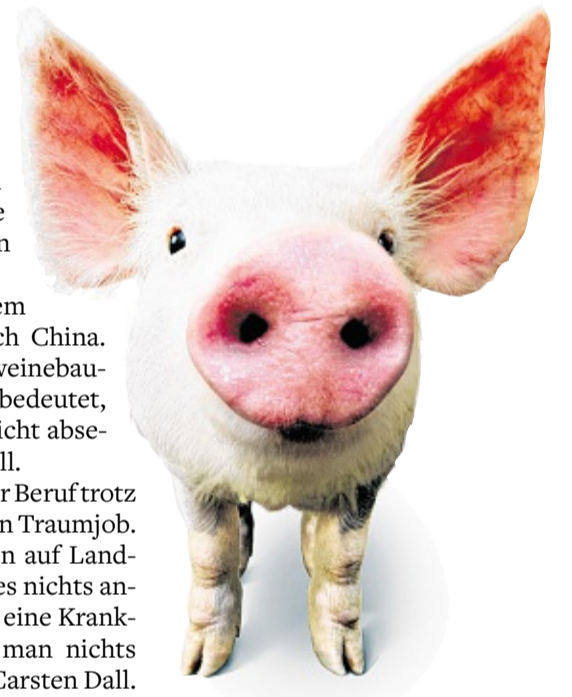 e
n
em
ch China.
weinebau-
bedeutet,
icht abse-
ll.
r Beruf trotz
n Traumjob.
n auf Land-
es nichts an-
eine Krank-
man nichts
Carsten Dall.